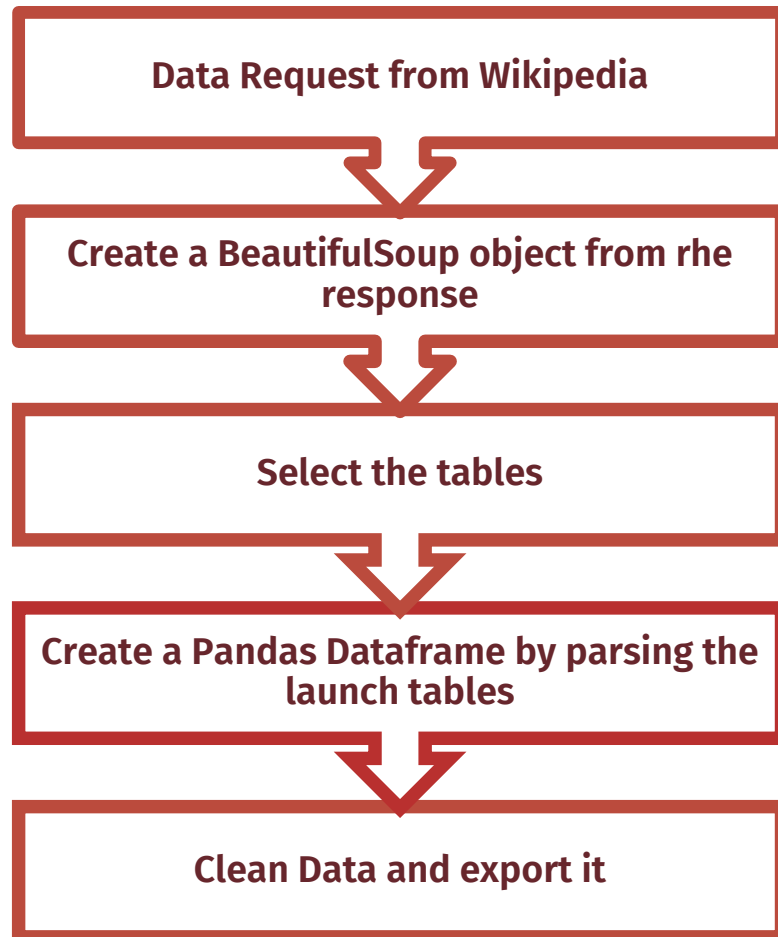 Data Request from Wikipedia
Create a BeautifulSoup object from rhe
response
Select the tables
Create a Pandas Dataframe by parsing the
launch tables
Clean Data and export it